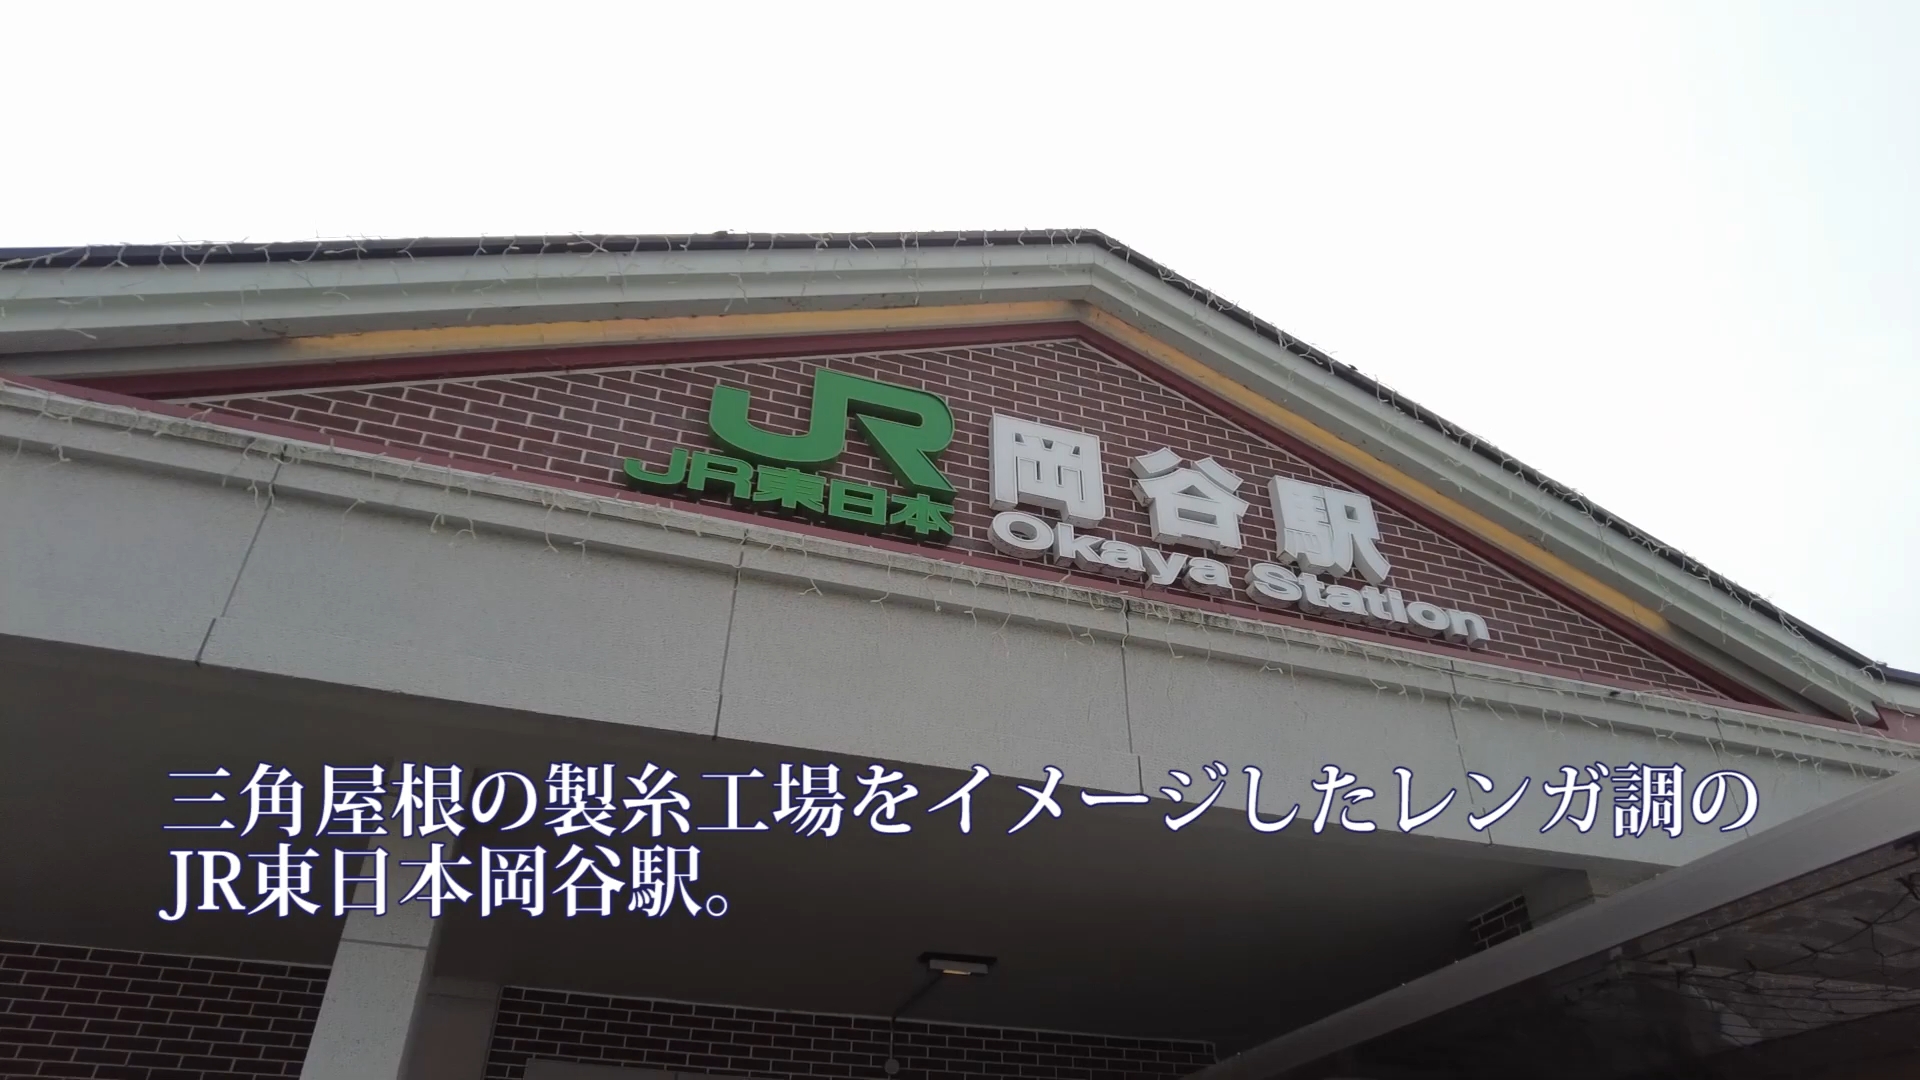 JR
JR東日本
岡谷駅
Okaya Station
三角屋根の製糸工場をイメージしたレンガ調の
JR東日本岡谷駅。